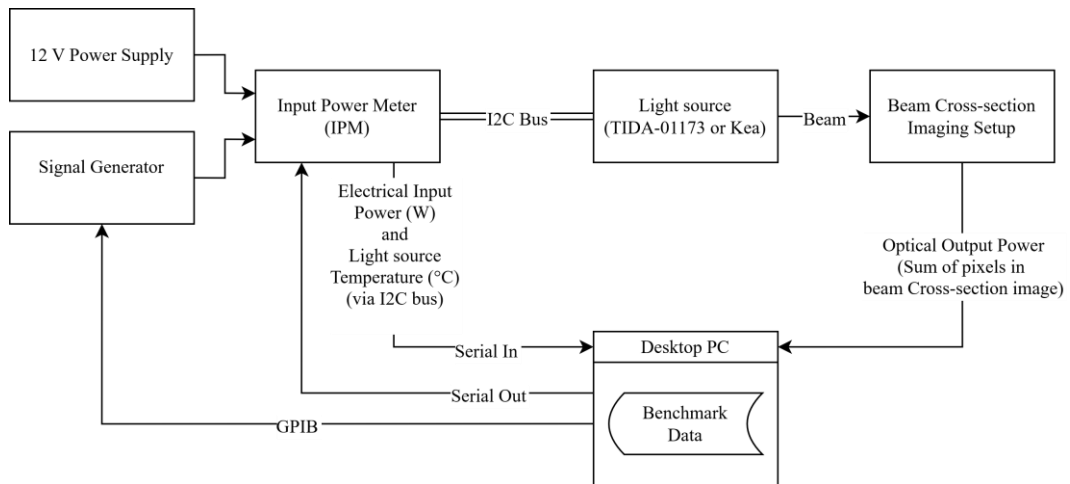 12 V Power Supply
Signal Generator
Input Power Meter
(IPM)
I2C Bus
Light source
(TIDA-01173 or Kea)
Beam
Beam Cross-section
Imaging Setup
Electrical Input
Power (W)
and
Light source
Temperature (°C)
(via I2C bus)
Optical Output Power
(Sum of pixels in
beam Cross-section image)
Serial In
Desktop PC
Serial Out
Benchmark
Data
GPIB